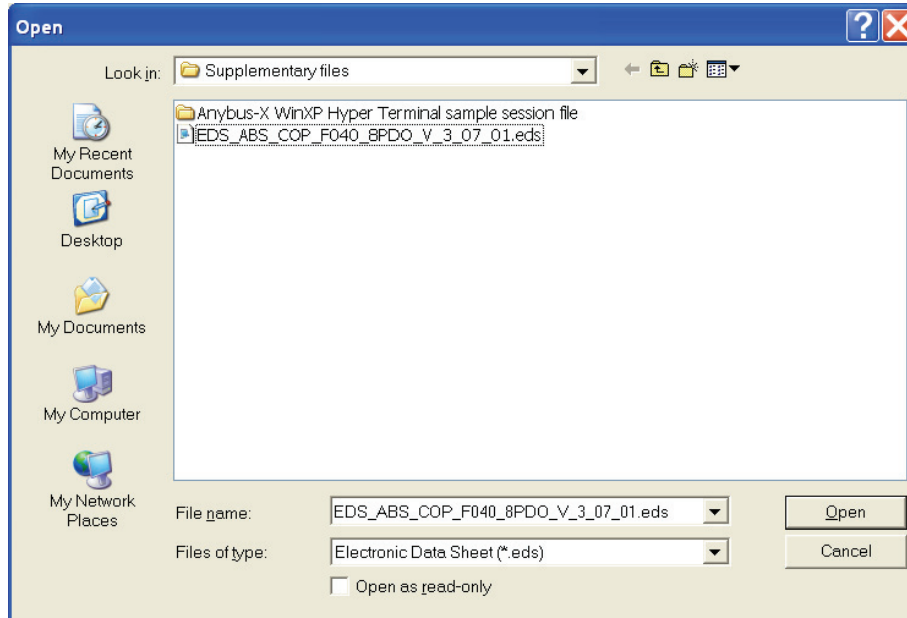 Open
Look in: Supplementary files
Anybus-X WinXP Hyper Terminal sample session file
EDS_ABS_COP_F040_8PDO_V_3_07_01.eds
My Recent
Documents
Desktop
My Documents
My Computer
My Network
Places
File name: EDS_ABS_COP_F040_8PDO_V_3_07_01.eds Open
Files of type: Electronic Data Sheet (*.eds) Cancel
Open as read-only